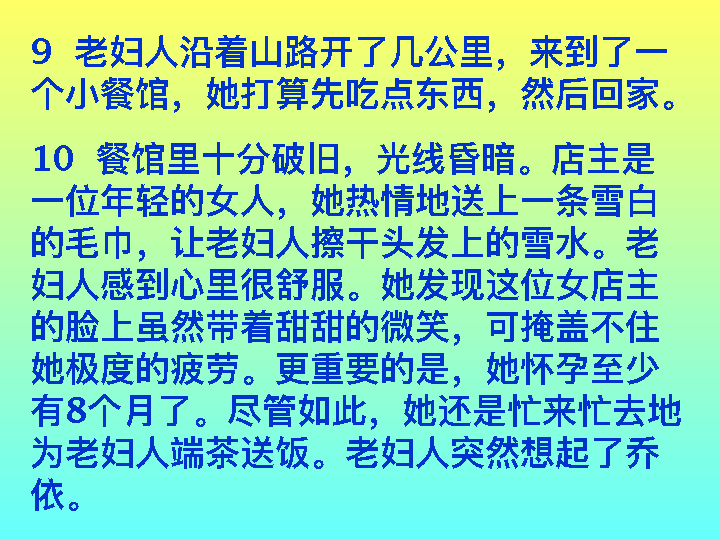 9  老妇人沿着山路开了几公里，来到了一
个小餐馆，她打算先吃点东西，然后回家。
10  餐馆里十分破旧，光线昏暗。店主是
一位年轻的女人，她热情地送上一条雪白
的毛巾，让老妇人擦干头发上的雪水。老
妇人感到心里很舒服。她发现这位女店主
的脸上虽然带着甜甜的微笑，可掩盖不住
她极度的疲劳。更重要的是，她怀孕至少
有8个月了。尽管如此，她还是忙来忙去地
为老妇人端茶送饭。老妇人突然想起了乔
依。